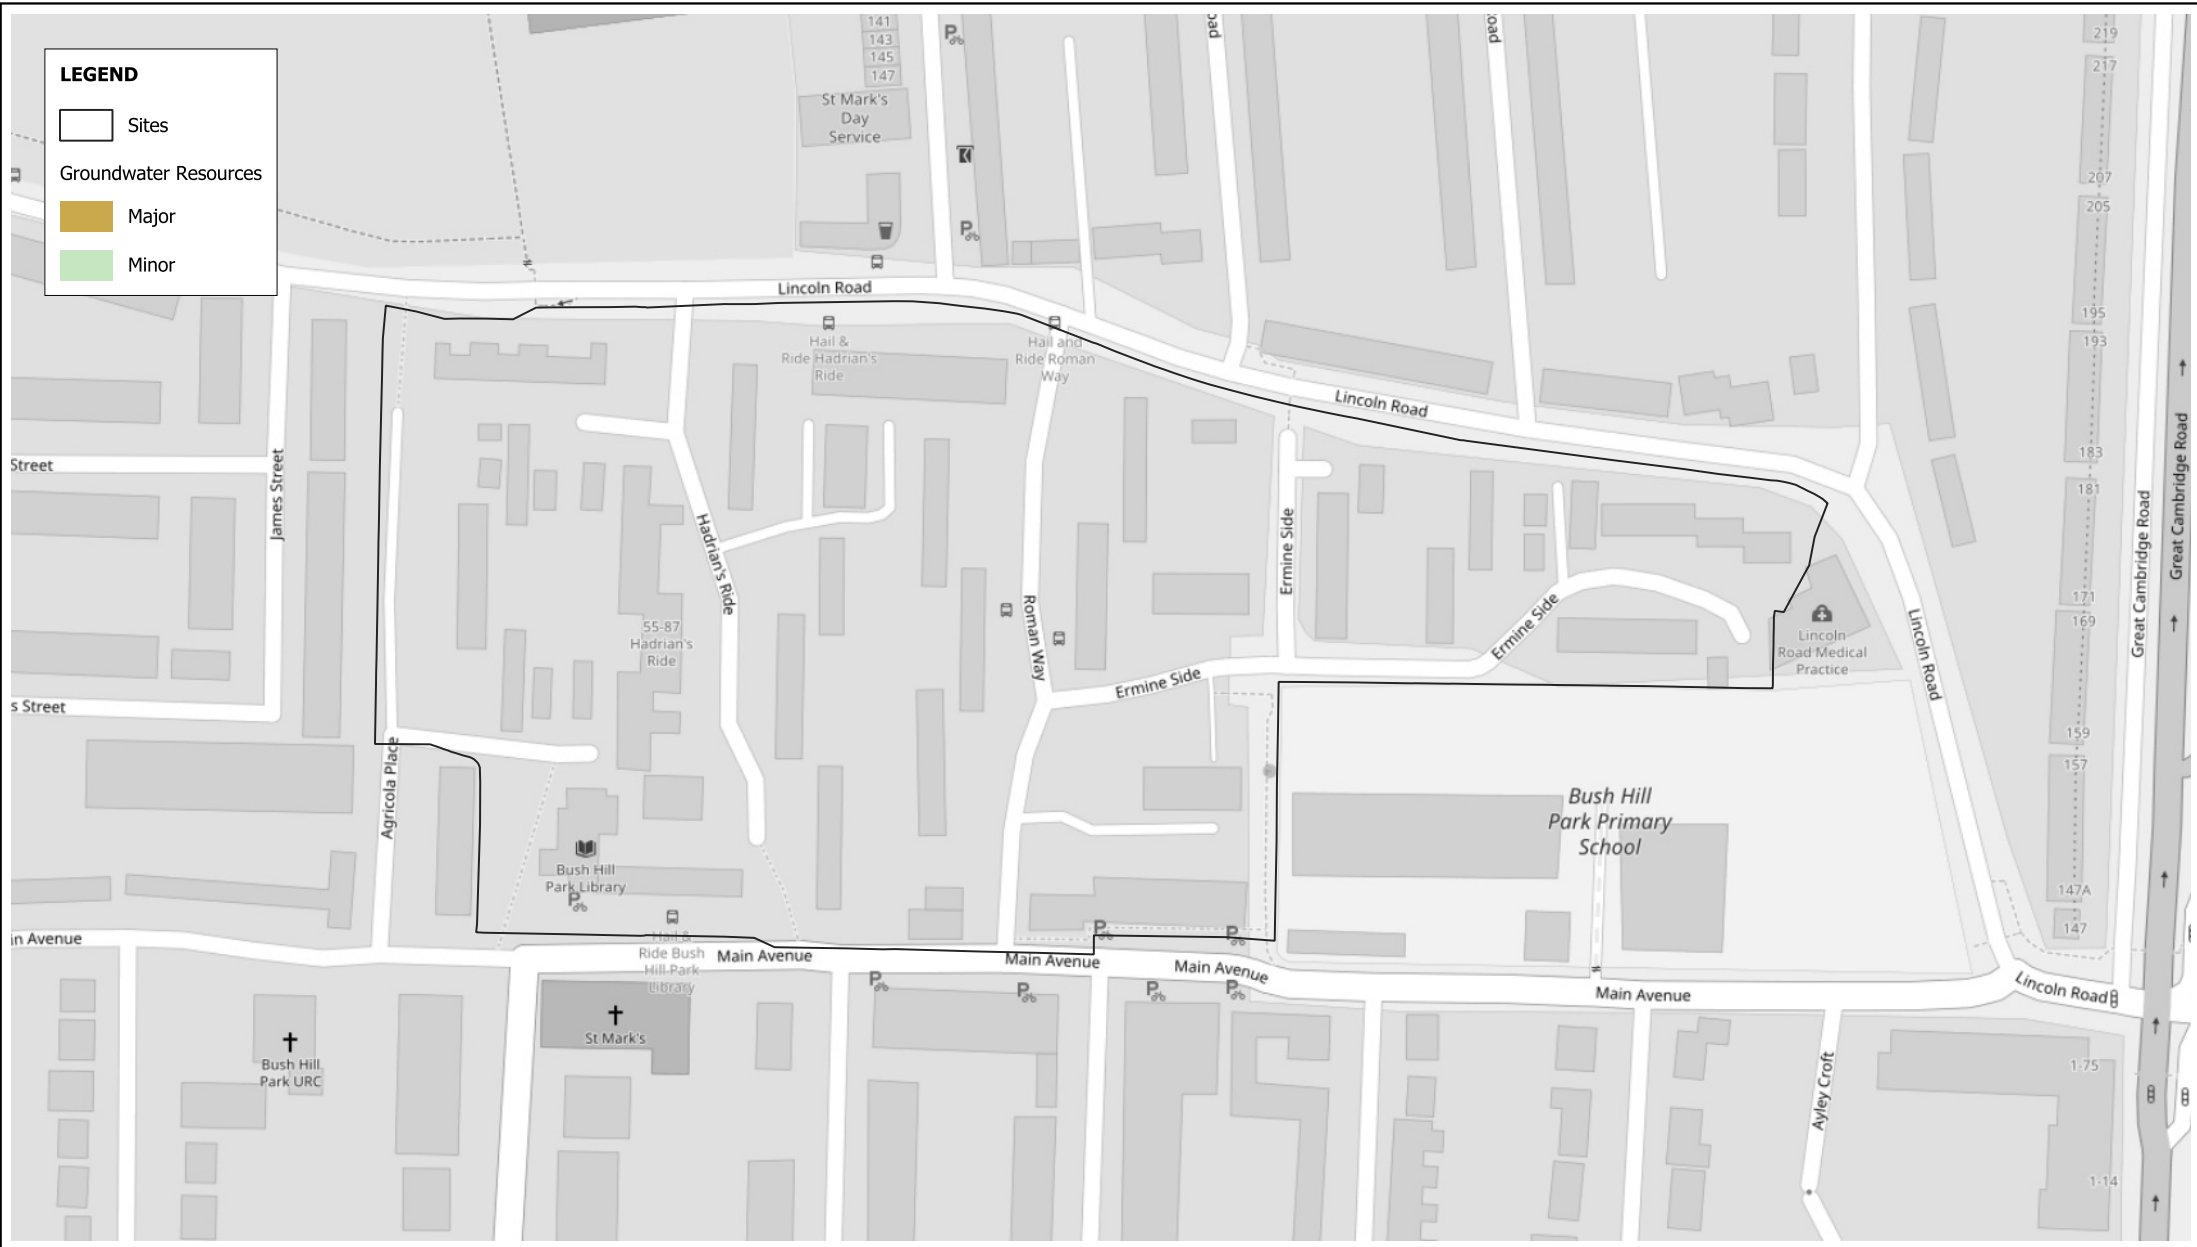 LEGEND
Sites
Groundwater Resources
Major
Minor
141
143
145
147
St Mark's
Day
Service
oad
Road
219
217
207
205
195
193
183
181
171
169
159
157
147A
147
Lincoln Road
Hail &
Ride Hadrian's
Ride
Hail and
Ride Roman
Way
Lincoln Road
Street
James Street
Hadrian's Ride
Ermine Side
Great Cambridge Road
Great Cambridge Road
55-87
Hadrian's
Ride
Roman Way
Ermine Side
Ermine Side
Lincoln
Road Medical
Practice
Lincoln Road
s Street
Agricola Place
Bush Hill
Park Primary
School
Bush Hill
Park Library
in Avenue
Hail &
Ride Bush
Hill Park
Library
Main Avenue
Main Avenue
Main Avenue
Main Avenue
Lincoln Road
St Mark's
Bush Hill
Park URC
Ayley Croft
1-75
1-14